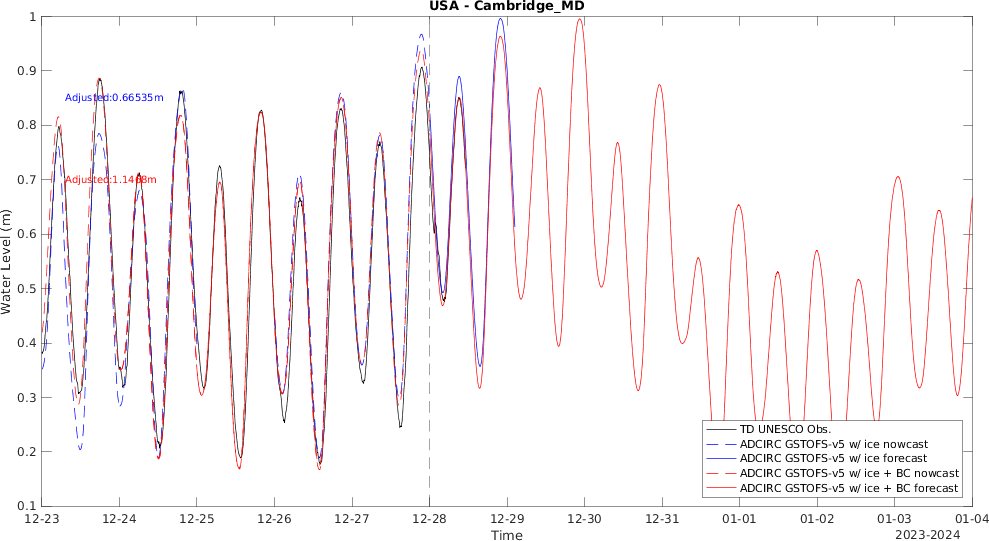 USA - Cambridge_MD
Water Level (m)
1
0.9
0.8
0.7
0.6
0.5
0.4
0.3
0.2
0.1
Adjusted:0.66535m
TD UNESCO Obs.
ADCIRC GSTOFS-v5 w/ ice nowcast
ADCIRC GSTOFS-v5 w/ ice forecast
ADCIRC GSTOFS-v5 w/ ice + BC nowcast
ADCIRC GSTOFS-v5 w/ ice + BC forecast
12-23 12-24 12-25 12-26 12-27 12-28 12-29 12-30 12-31 01-01 01-02 01-03 01-04
Time
2023-2024